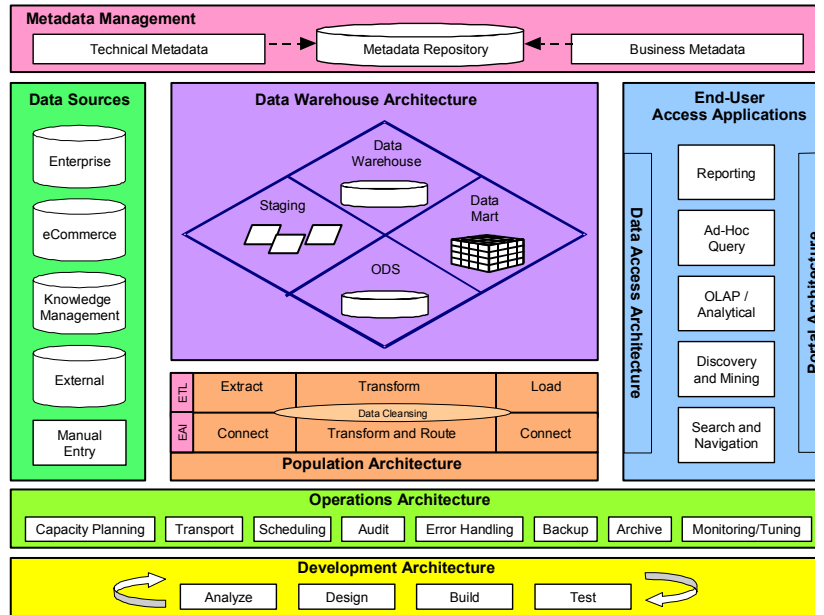 Metadata Management
Technical Metadata
Metadata Repository
Business Metadata
Data Sources
Enterprise
eCommerce
Knowledge
Management
External
Manual
Entry
Data Warehouse Architecture
Data
Warehouse
Staging
Data
Mart
ODS
ETL
Extract
Transform
Load
Data Cleansing
EAI
Connect
Transform and Route
Connect
Population Architecture
End-User
Access Applications
Data Access Architecture
Reporting
Ad-Hoc
Query
OLAP /
Analytical
Discovery
and Mining
Search and
Navigation
Portal Architecture
Operations Architecture
Capacity Planning
Transport
Scheduling
Audit
Error Handling
Backup
Archive
Monitoring/Tuning
Development Architecture
Analyze
Design
Build
Test